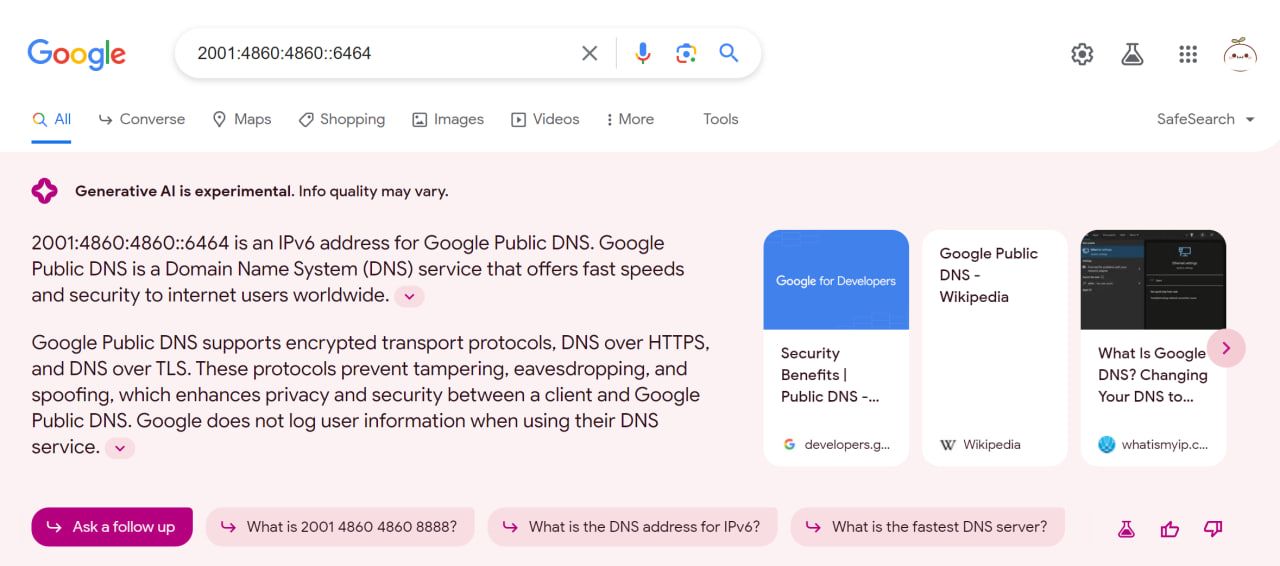 Google
2001:4860:4860::6464
All
Converse
Maps
Shopping
Images
Videos
More
Tools
SafeSearch
Generative AI is experimental. Info quality may vary.
2001:4860:4860::6464 is an IPv6 address for Google Public DNS. Google
Public DNS is a Domain Name System (DNS) service that offers fast speeds
and security to internet users worldwide.
Google Public DNS supports encrypted transport protocols, DNS over HTTPS,
and DNS over TLS. These protocols prevent tampering, eavesdropping, and
spoofing, which enhances privacy and security between a client and Google
Public DNS. Google does not log user information when using their DNS
service.
Google for Developers
Security
Benefits |
Public DNS -...
developers.g...
Google Public
DNS -
Wikipedia
Wikipedia
What Is Google
DNS? Changing
Your DNS to...
whatismyip.c...
Ask a follow up
What is 2001 4860 4860 8888?
What is the DNS address for IPv6?
What is the fastest DNS server?